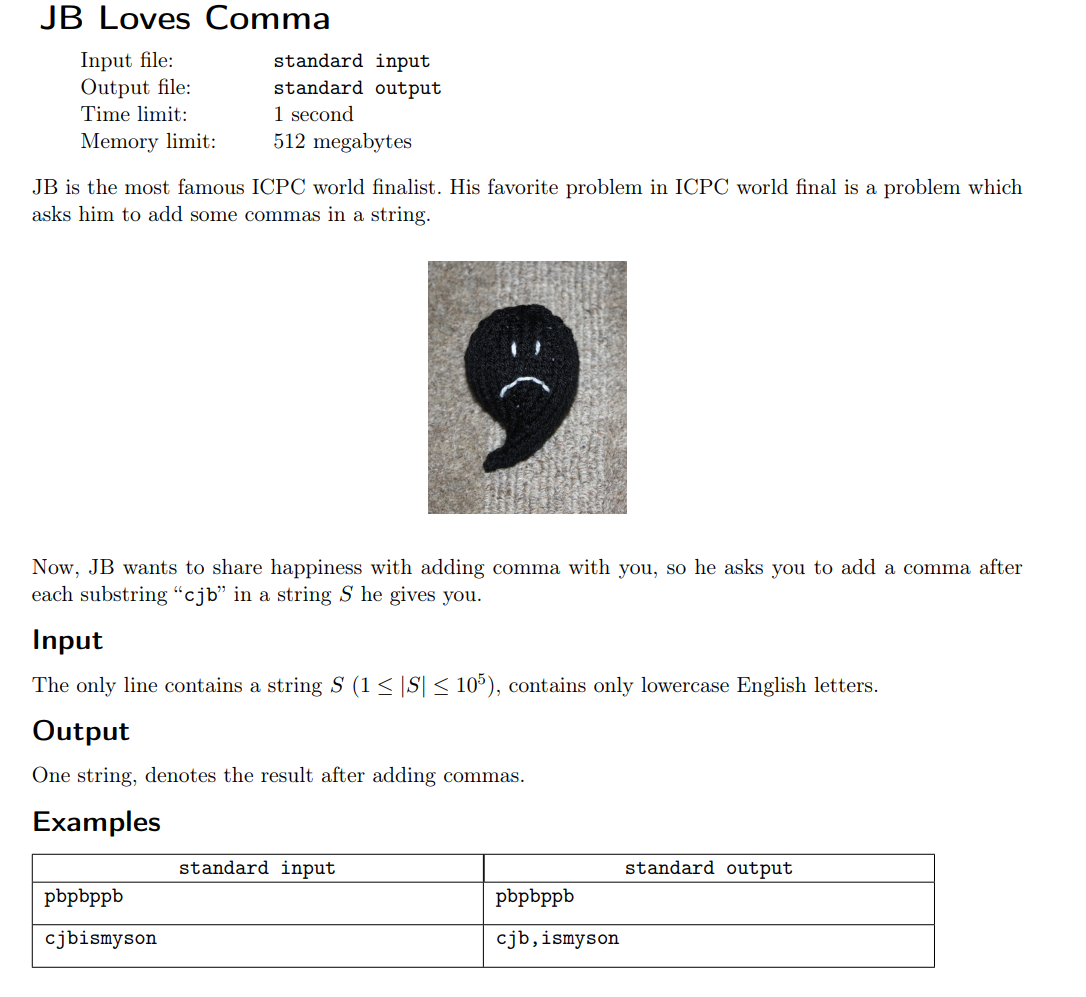 JB Loves Comma
Input file: standard input
Output file: standard output
Time limit: 1 second
Memory limit: 512 megabytes
JB is the most famous ICPC world finalist. His favorite problem in ICPC world final is a problem which
asks him to add some commas in a string.
Now, JB wants to share happiness with adding comma with you, so he asks you to add a comma after
each substring “cjb” in a string S he gives you.
Input
The only line contains a string S (1 ≤ |S| ≤ 10⁵), contains only lowercase English letters.
Output
One string, denotes the result after adding commas.
Examples
standard input standard output
pbpbppb pbpbppb
cjbismyson cjb,ismyson